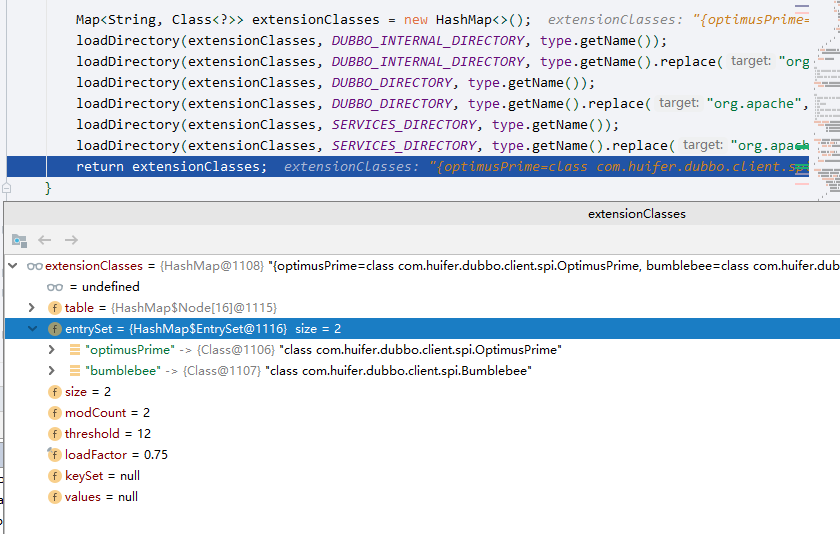 Map<String, Class<?>> extensionClasses = new HashMap<>();  extensionClasses: "{optimusPrime=
loadDirectory(extensionClasses, DUBBO_INTERNAL_DIRECTORY, type.getName());
loadDirectory(extensionClasses, DUBBO_INTERNAL_DIRECTORY, type.getName().replace( target: "org
loadDirectory(extensionClasses, DUBBO_DIRECTORY, type.getName());
loadDirectory(extensionClasses, DUBBO_DIRECTORY, type.getName().replace( target: "org.apache",
loadDirectory(extensionClasses, SERVICES_DIRECTORY, type.getName());
loadDirectory(extensionClasses, SERVICES_DIRECTORY, type.getName().replace( target: "org.apach
return extensionClasses;  extensionClasses: "{optimusPrime=class com.huifer.dubbo.client.sp
}
extensionClasses
extensionClasses = {HashMap@1108} "{optimusPrime=class com.huifer.dubbo.client.spi.OptimusPrime, bumblebee=class com.huifer.dub
= undefined
table = {HashMap$Node[16]@1115}
entrySet = {HashMap$EntrySet@1116} size = 2
"optimusPrime" -> {Class@1106} "class com.huifer.dubbo.client.spi.OptimusPrime"
"bumblebee" -> {Class@1107} "class com.huifer.dubbo.client.spi.Bumblebee"
size = 2
modCount = 2
threshold = 12
loadFactor = 0.75
keySet = null
values = null